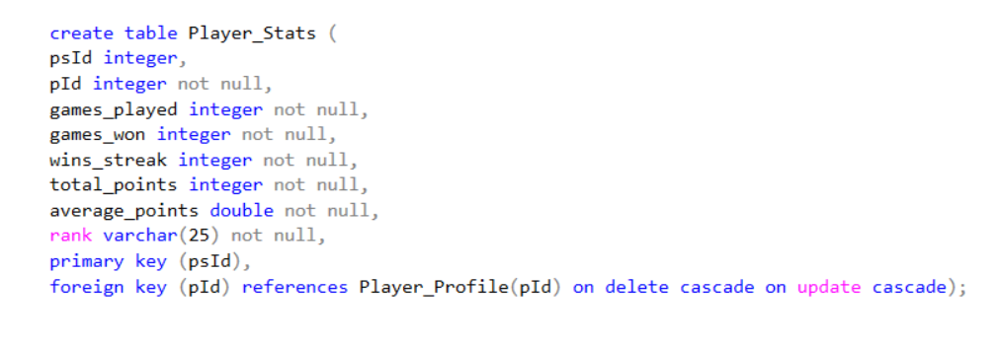 create table Player_Stats (
psId integer,
pId integer not null,
games_played integer not null,
games_won integer not null,
wins_streak integer not null,
total_points integer not null,
average_points double not null,
rank varchar(25) not null,
primary key (psId),
foreign key (pId) references Player_Profile(pId) on delete cascade on update cascade);